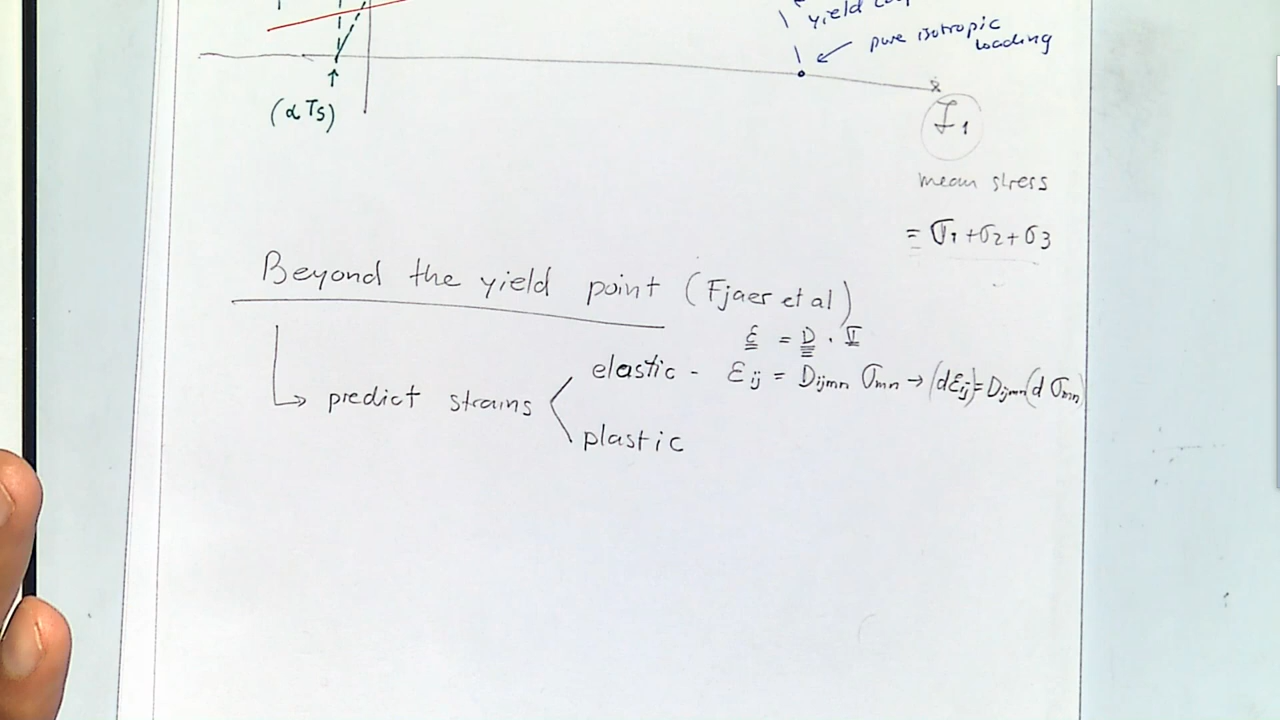 yield
pure isotropic
loading
(α Ts)
I₁
mean stress
= σ₁+σ₂+σ₃
Beyond the yield point (Fjaer et al)
ε = D · σ
elastic - εij = Dijmn σmn → (dεij) = Dijmn (d σmn)
predict strains
plastic